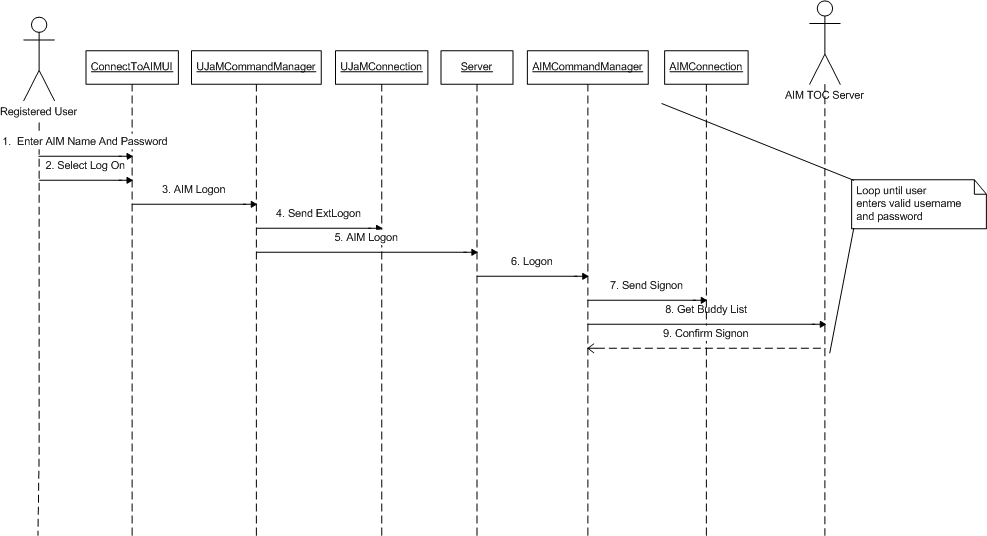 ConnectToAIMUI
UJaMCommandManager
UJaMConnection
Server
AIMCommandManager
AIMConnection
AIM TOC Server
Registered User
1. Enter AIM Name And Password
2. Select Log On
3. AIM Logon
4. Send ExtLogon
5. AIM Logon
6. Logon
7. Send Signon
8. Get Buddy List
9. Confirm Signon
Loop until user
enters valid username
and password